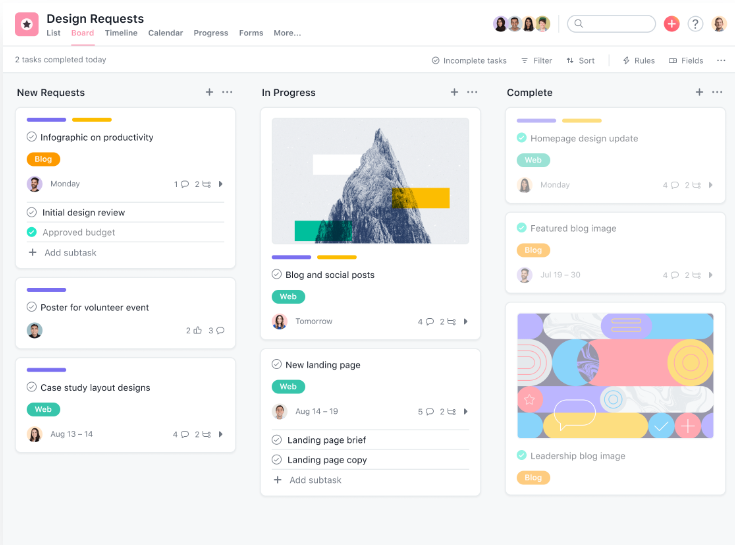 Design Requests
List Board Timeline Calendar Progress Forms More...
?
2 tasks completed today
Incomplete tasks Filter Sort Rules Fields ...
New Requests + ...
Infographic on productivity
Blog
Monday 1 2
Initial design review
Approved budget
+ Add subtask
Poster for volunteer event
2 3
Case study layout designs
Web
Aug 13 – 14 4 2
In Progress + ...
Blog and social posts
Web
Tomorrow 4 2
New landing page
Web
Aug 14 – 19 5 2
Landing page brief
Landing page copy
+ Add subtask
Complete + ...
Homepage design update
Web
Monday 4 2
Featured blog image
Blog
Jul 18 – 30 4 2
Leadership blog image
Blog